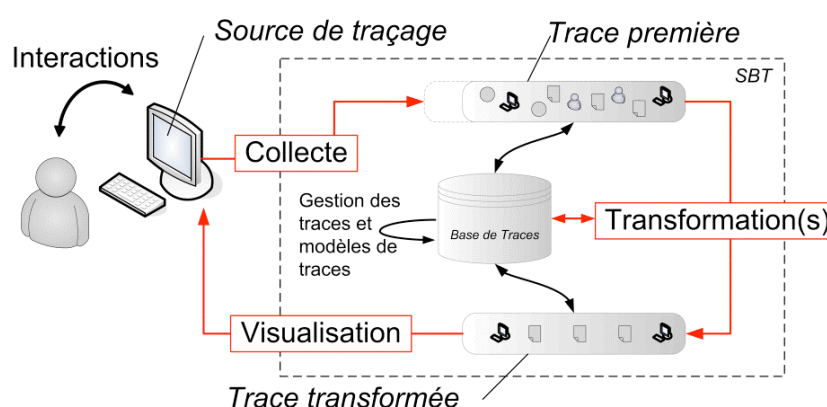 Source de traçage
Trace première
Interactions
SBT
Collecte
Gestion des
traces et
modèles de
traces
Base de Traces
Transformation(s)
Visualisation
Trace transformée